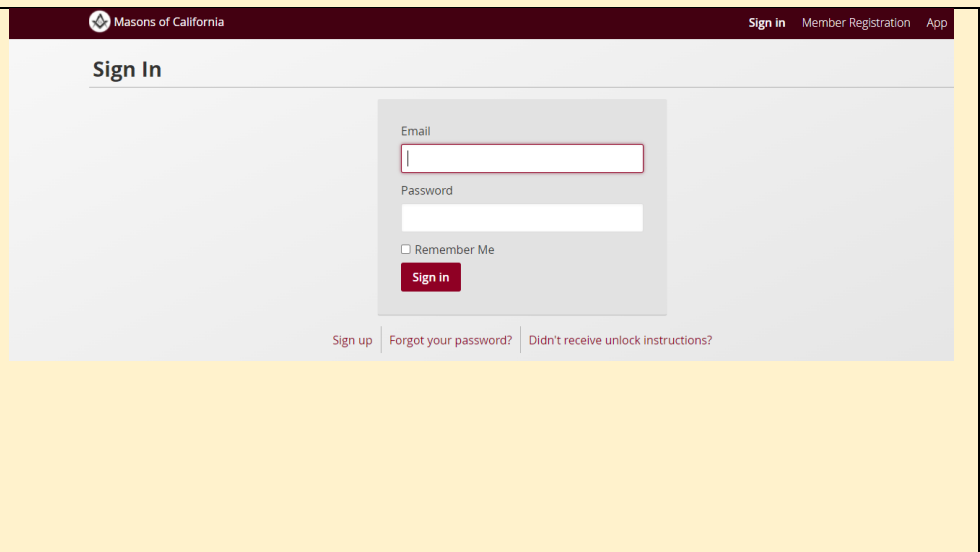 Masons of California Sign in Member Registration App
Sign In
Email
Password
Remember Me
Sign in
Sign up Forgot your password? Didn't receive unlock instructions?